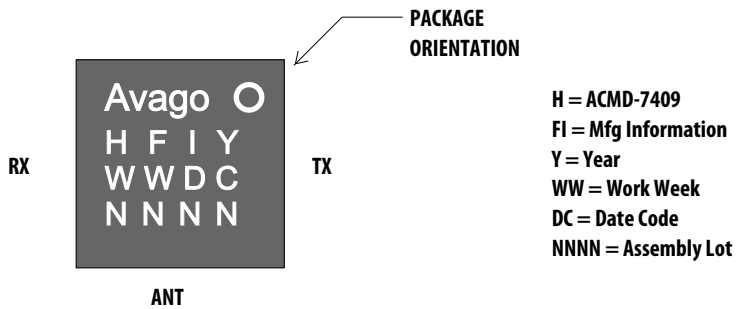 PACKAGE
ORIENTATION
Avago O
H F I Y
W W D C
N N N N
RX
TX
ANT
H = ACMD-7409
FI = Mfg Information
Y = Year
WW = Work Week
DC = Date Code
NNNN = Assembly Lot